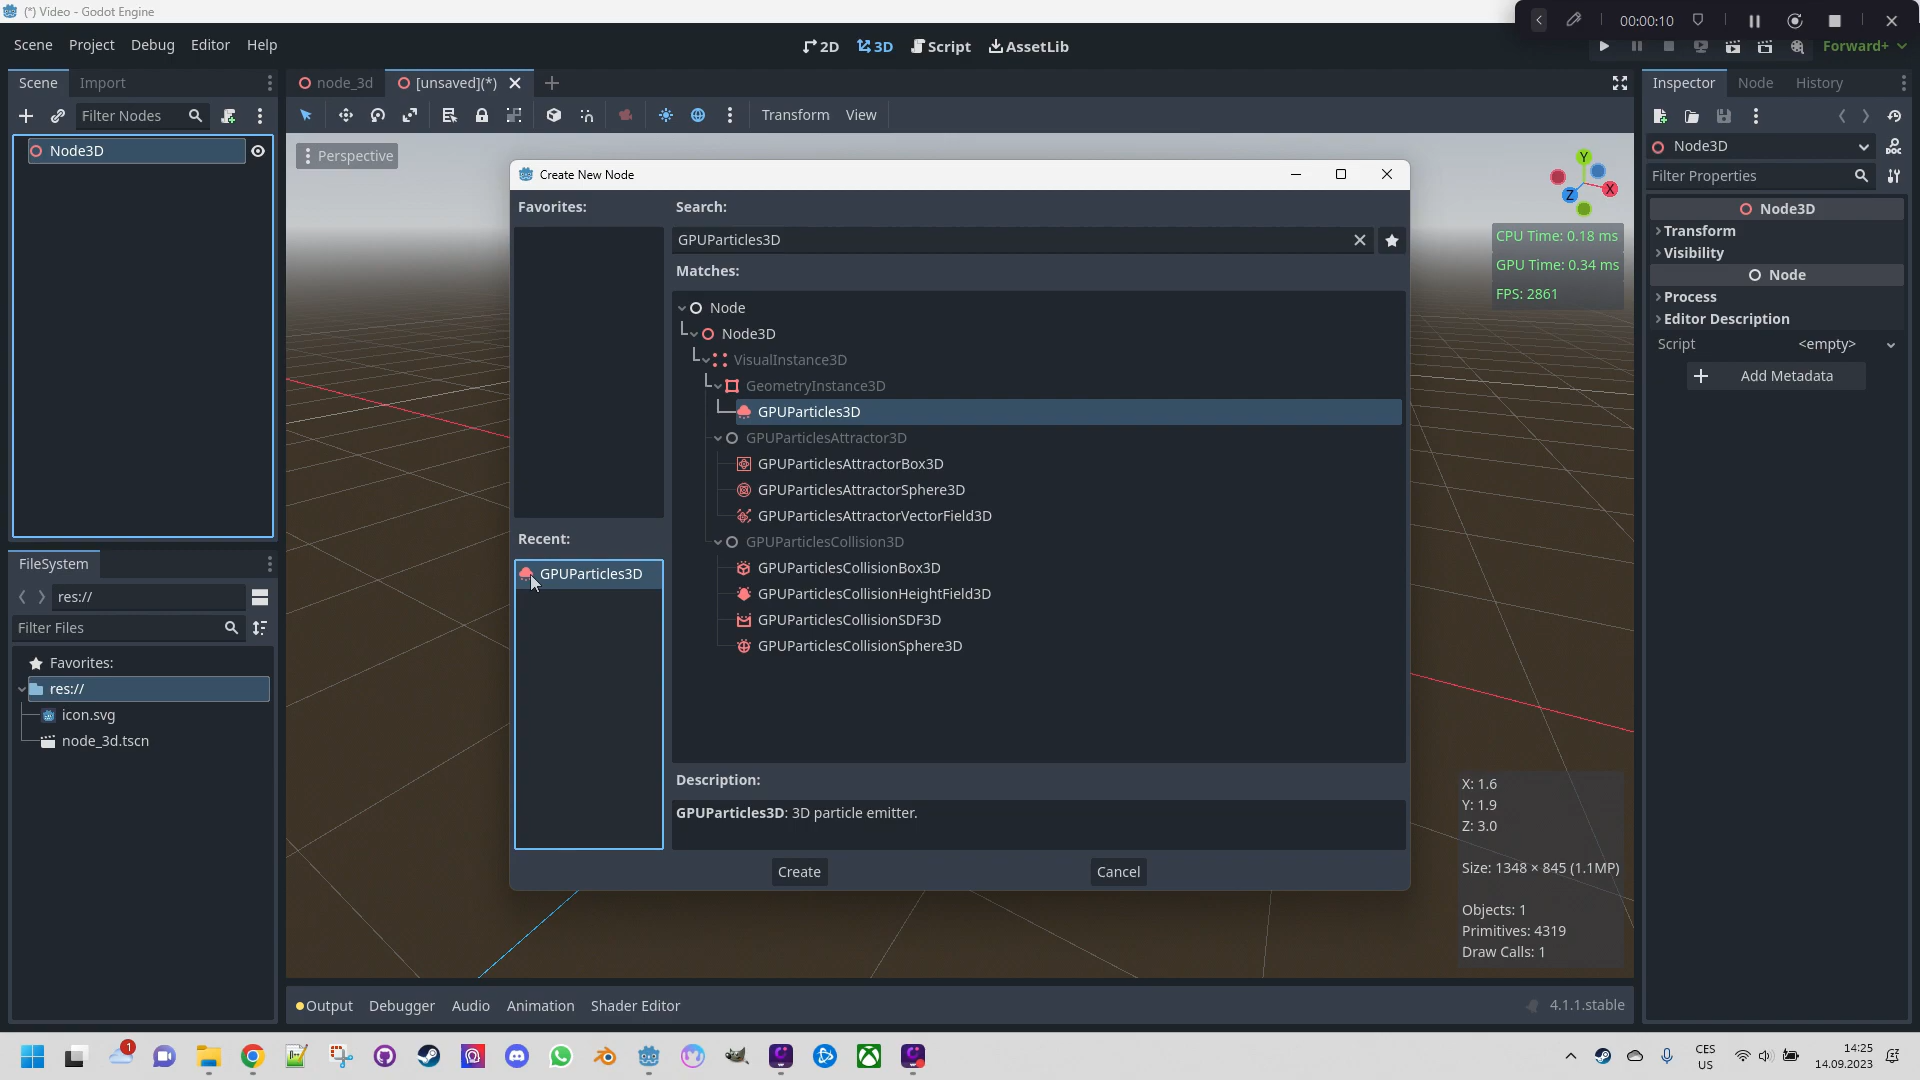 (*) Video - Godot Engine
00:00:10
Scene Project Debug Editor Help
2D 3D Script AssetLib
Forward+
Scene Import
node_3d [unsaved](*)
Inspector Node History
Filter Nodes
Transform View
Node3D
Perspective
Node3D
Filter Properties
Create New Node
Favorites:
Search:
GPUParticles3D
Matches:
Node
Node3D
VisualInstance3D
GeometryInstance3D
GPUParticles3D
GPUParticlesAttractor3D
GPUParticlesAttractorBox3D
GPUParticlesAttractorSphere3D
GPUParticlesAttractorVectorField3D
GPUParticlesCollision3D
GPUParticlesCollisionBox3D
GPUParticlesCollisionHeightField3D
GPUParticlesCollisionSDF3D
GPUParticlesCollisionSphere3D
Recent:
GPUParticles3D
Description:
GPUParticles3D: 3D particle emitter.
Create Cancel
Y
X
Z
CPU Time: 0.18 ms
GPU Time: 0.34 ms
FPS: 2861
Node3D
Transform
Visibility
Node
Process
Editor Description
Script <empty>
Add Metadata
FileSystem
res://
Filter Files
Favorites:
res://
icon.svg
node_3d.tscn
X: 1.6
Y: 1.9
Z: 3.0
Size: 1348 × 845 (1.1MP)
Objects: 1
Primitives: 4319
Draw Calls: 1
Output Debugger Audio Animation Shader Editor
4.1.1.stable
1
CES
US
14:25
14.09.2023